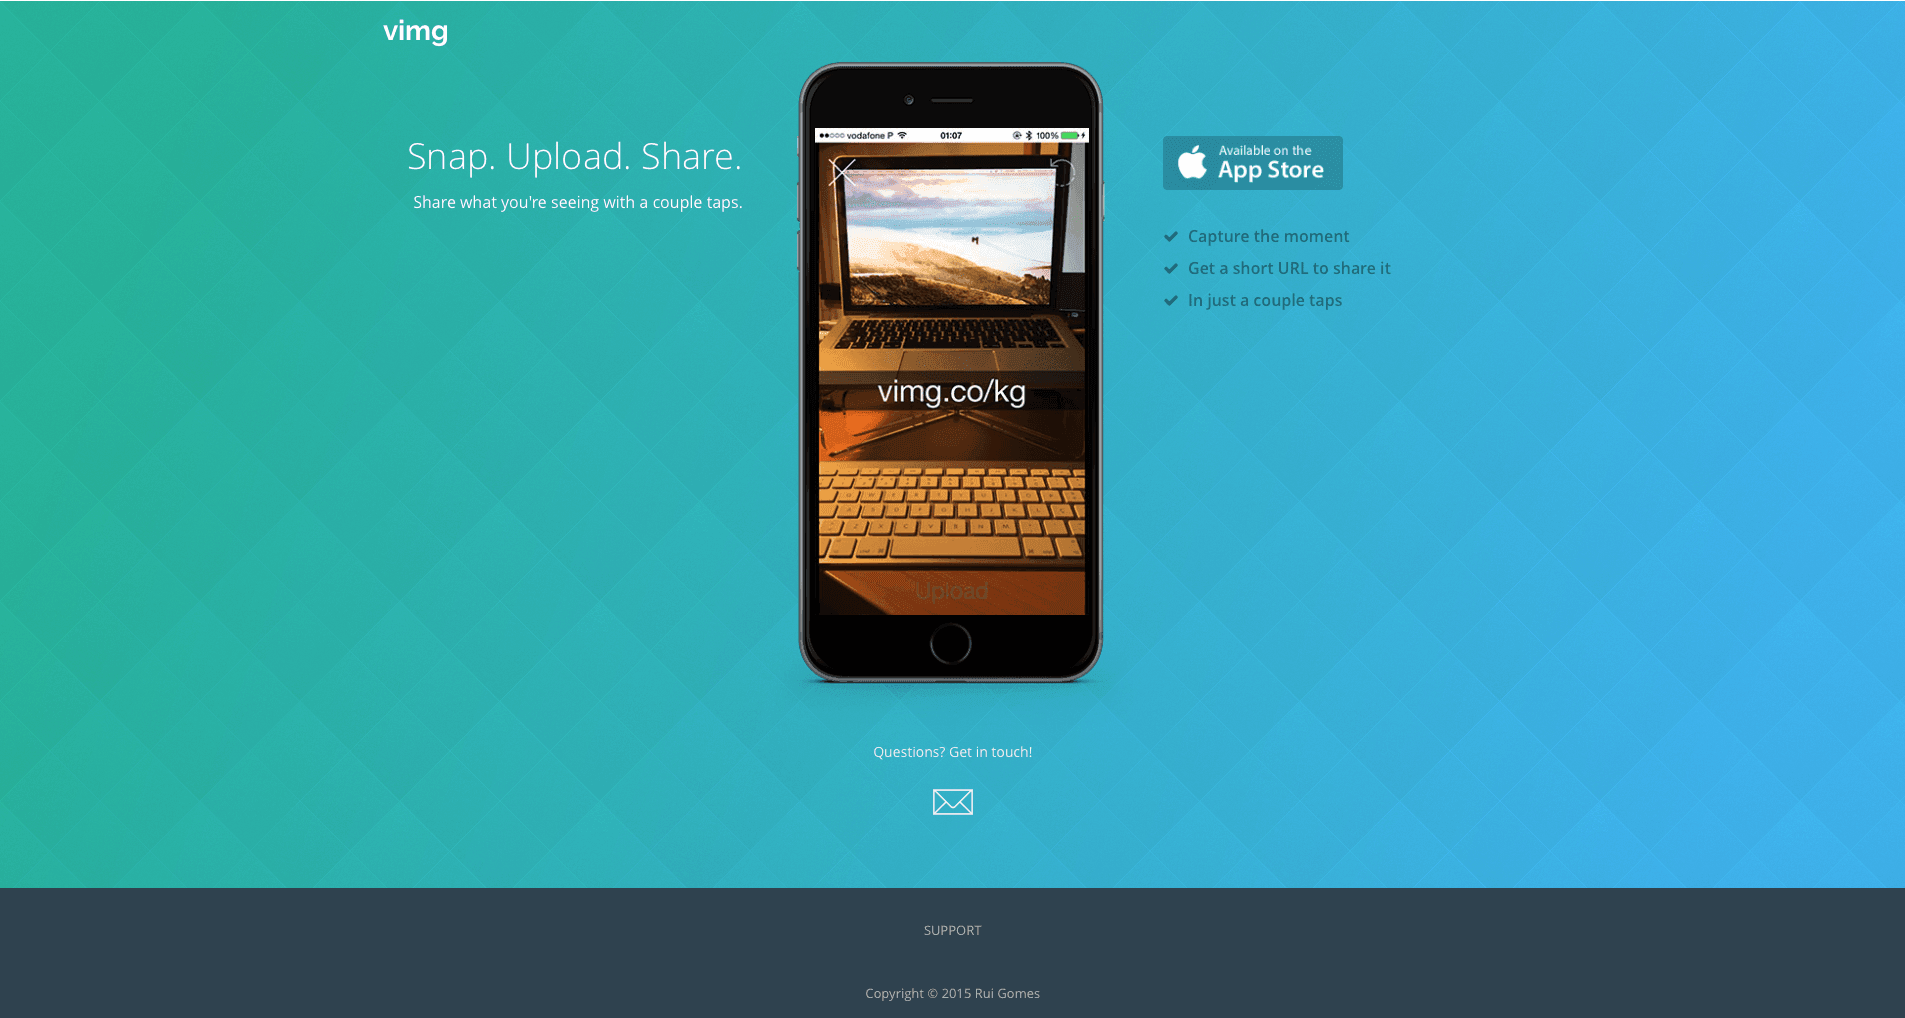 vimg
Snap. Upload. Share.
Share what you're seeing with a couple taps.
vodafone P
01:07
100%
vimg.co/kg
Upload
Available on the
App Store
Capture the moment
Get a short URL to share it
In just a couple taps
Questions? Get in touch!
SUPPORT
Copyright © 2015 Rui Gomes